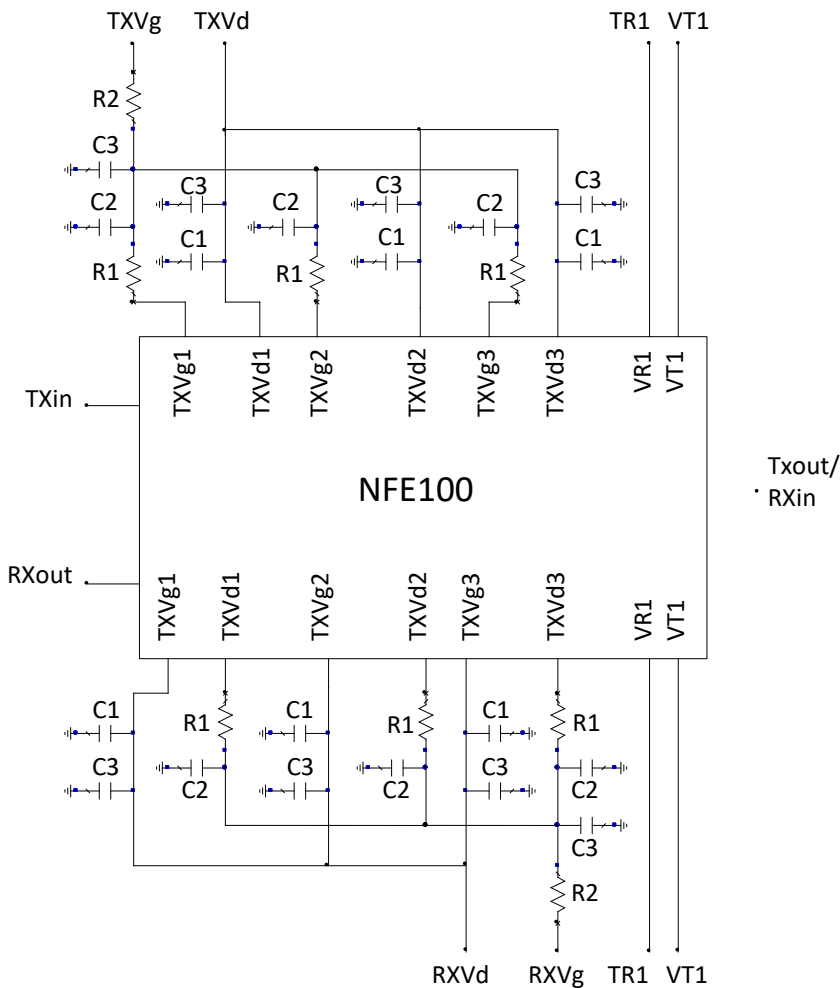 TXVg TXVd TR1 VT1
R2
C3
C3 C3 C3
C2 C2 C2
C1 C1 C1
R1 R1 R1
TXVg1 TXVd1 TXVg2 TXVd2 TXVg3 TXVd3 VR1 VT1
TXin
Txout/
RXin
NFE100
RXout
TXVg1 TXVd1 TXVg2 TXVd2 TXVg3 TXVd3 VR1 VT1
C1 R1 C1 R1 C1 R1
C3 C2 C3 C2 C3 C2
C3
R2
RXVd RXVg TR1 VT1